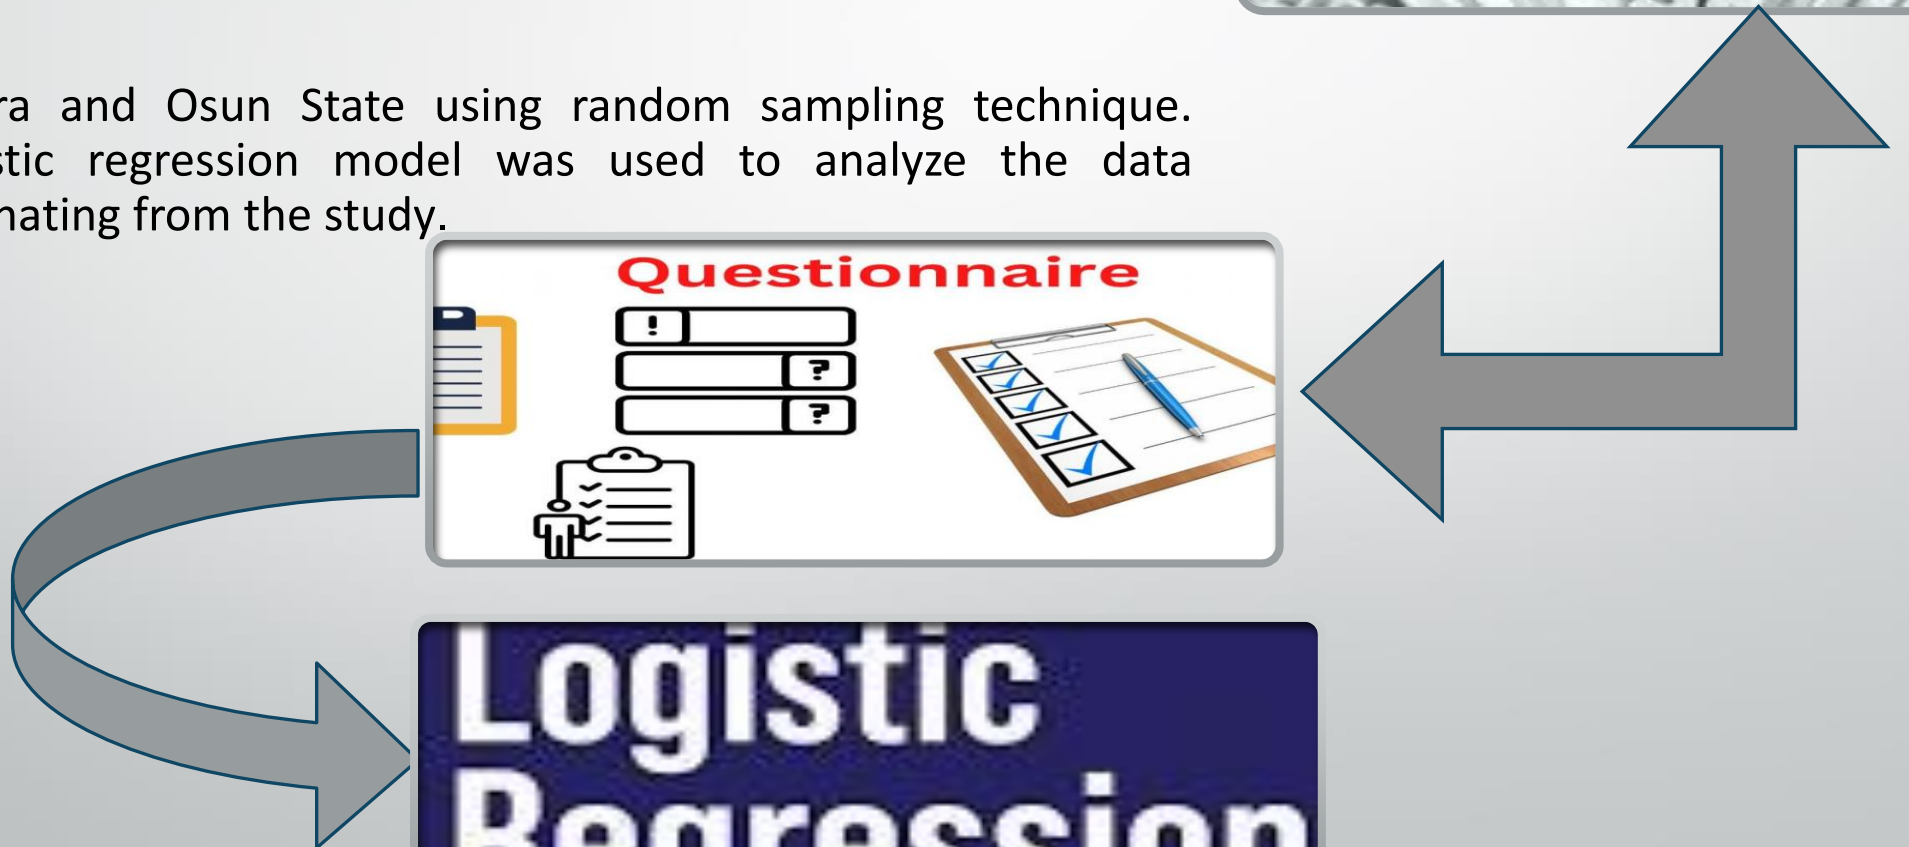 ra and Osun State using random sampling technique.
stic regression model was used to analyze the data
nating from the study.
Questionnaire
!
?
?
Logistic
Regression